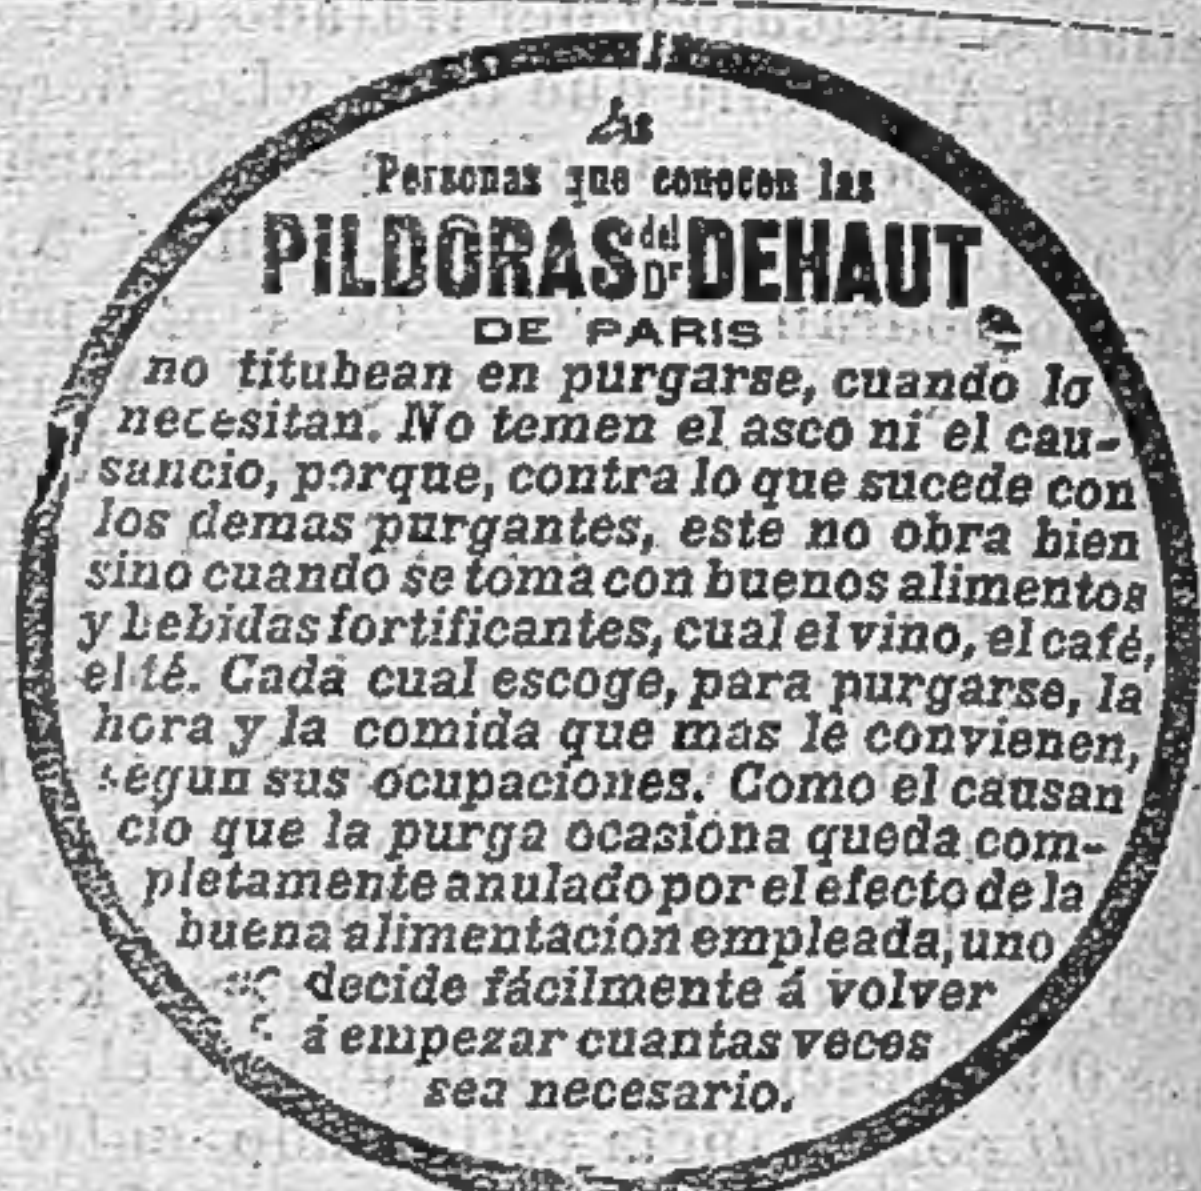 Las
Personas que conocen las
PILDORAS del Dr DEHAUT
DE PARIS
no titubean en purgarse, cuando lo
necesitan. No temen el asco ni el cau-
sancio, porque, contra lo que sucede con
los demas purgantes, este no obra bien
sino cuando se toma con buenos alimentos
y bebidas fortificantes, cual el vino, el café,
el té. Cada cual escoge, para purgarse, la
hora y la comida que mas le convienen,
segun sus ocupaciones. Como el causan
cio que la purga ocasiona queda com-
pletamente anulado por el efecto de la
buena alimentacion empleada, uno
se decide fácilmente á volver
á empezar cuantas veces
sea necesario.